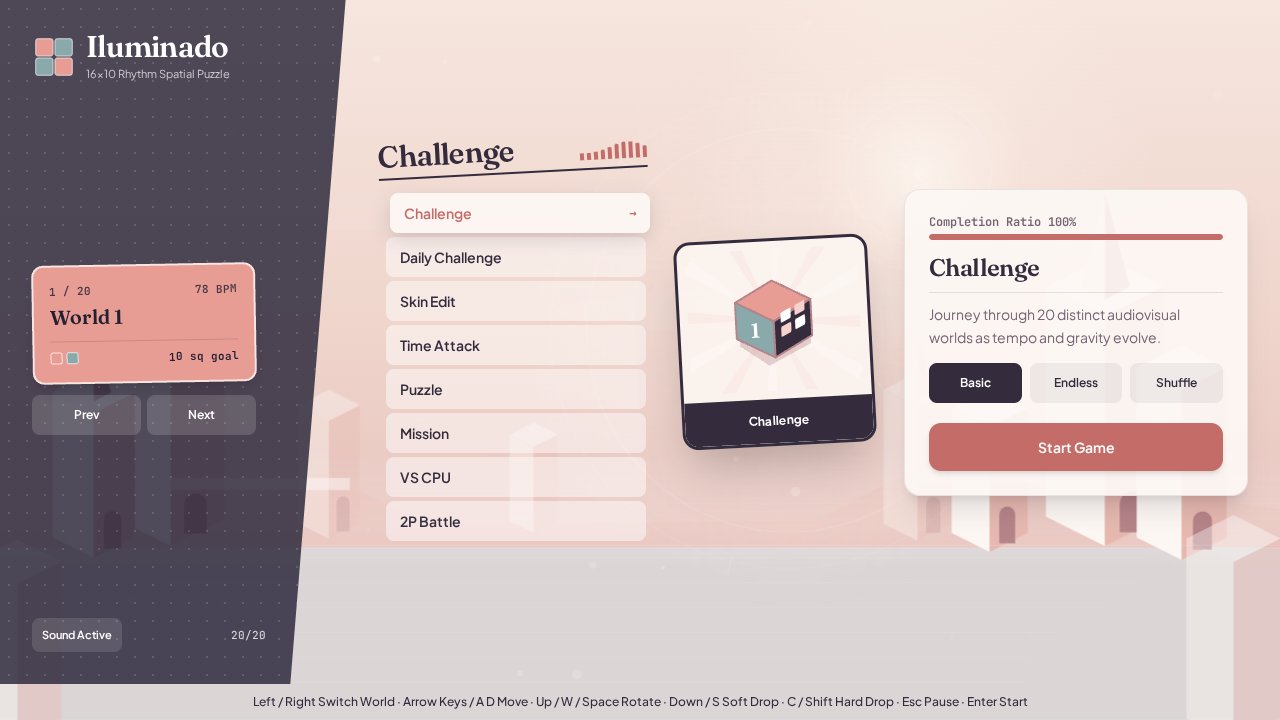 Iluminado
16×10 Rhythm Spatial Puzzle
1 / 20
78 BPM
World 1
10 sq goal
Prev
Next
Sound Active
20/20
Challenge
Challenge →
Daily Challenge
Skin Edit
Time Attack
Puzzle
Mission
VS CPU
2P Battle
1
Challenge
Completion Ratio 100%
Challenge
Journey through 20 distinct audiovisual
worlds as tempo and gravity evolve.
Basic
Endless
Shuffle
Start Game
Left / Right Switch World · Arrow Keys / A D Move · Up / W / Space Rotate · Down / S Soft Drop · C / Shift Hard Drop · Esc Pause · Enter Start